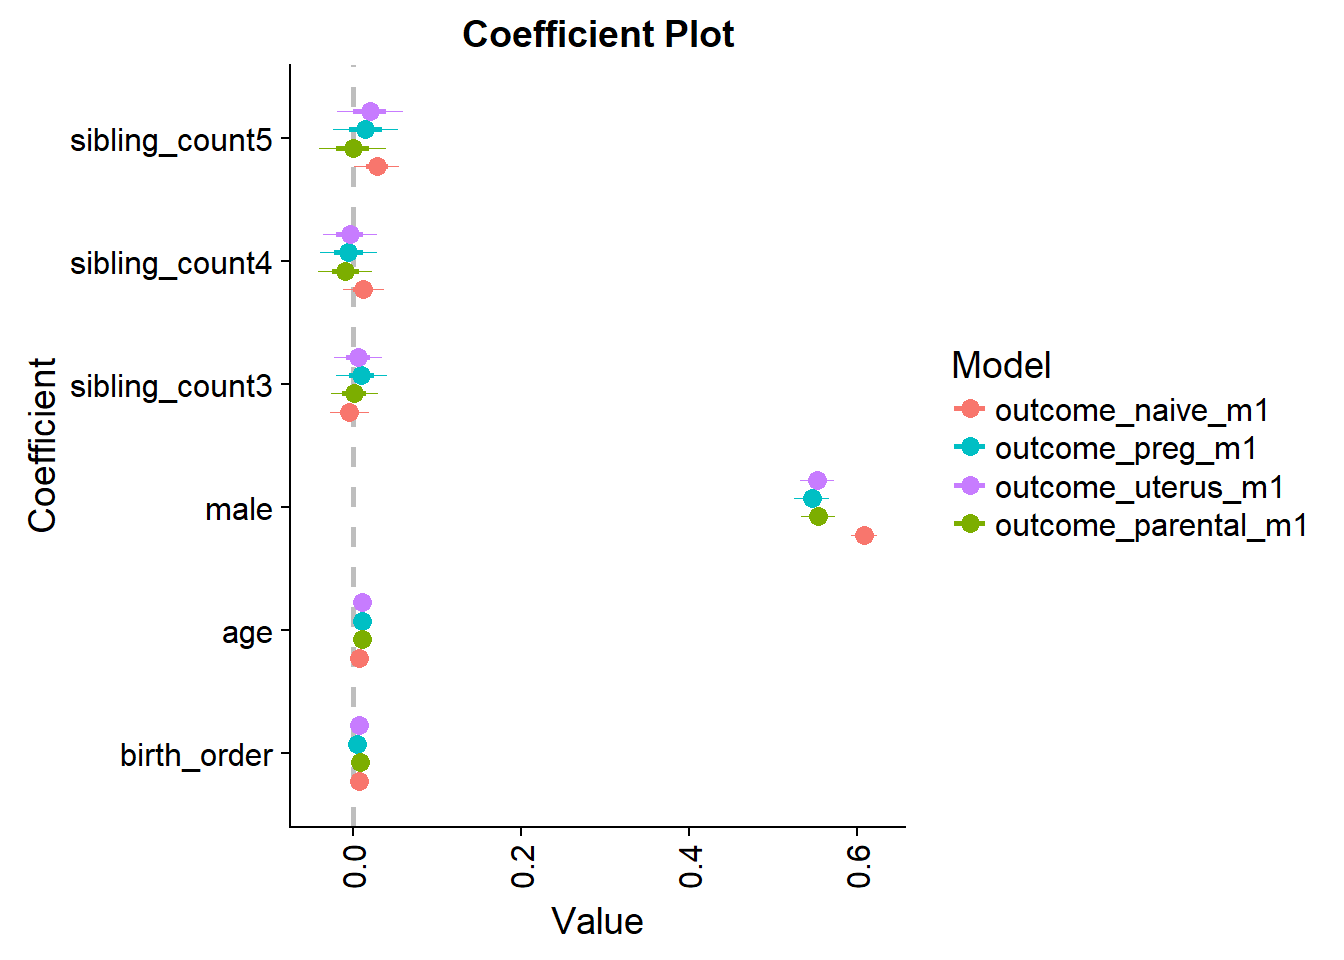 Coefficient Plot
Coefficient
sibling_count5
sibling_count4
sibling_count3
male
age
birth_order
0.0
0.2
0.4
0.6
Value
Model
outcome_naive_m1
outcome_preg_m1
outcome_uterus_m1
outcome_parental_m1